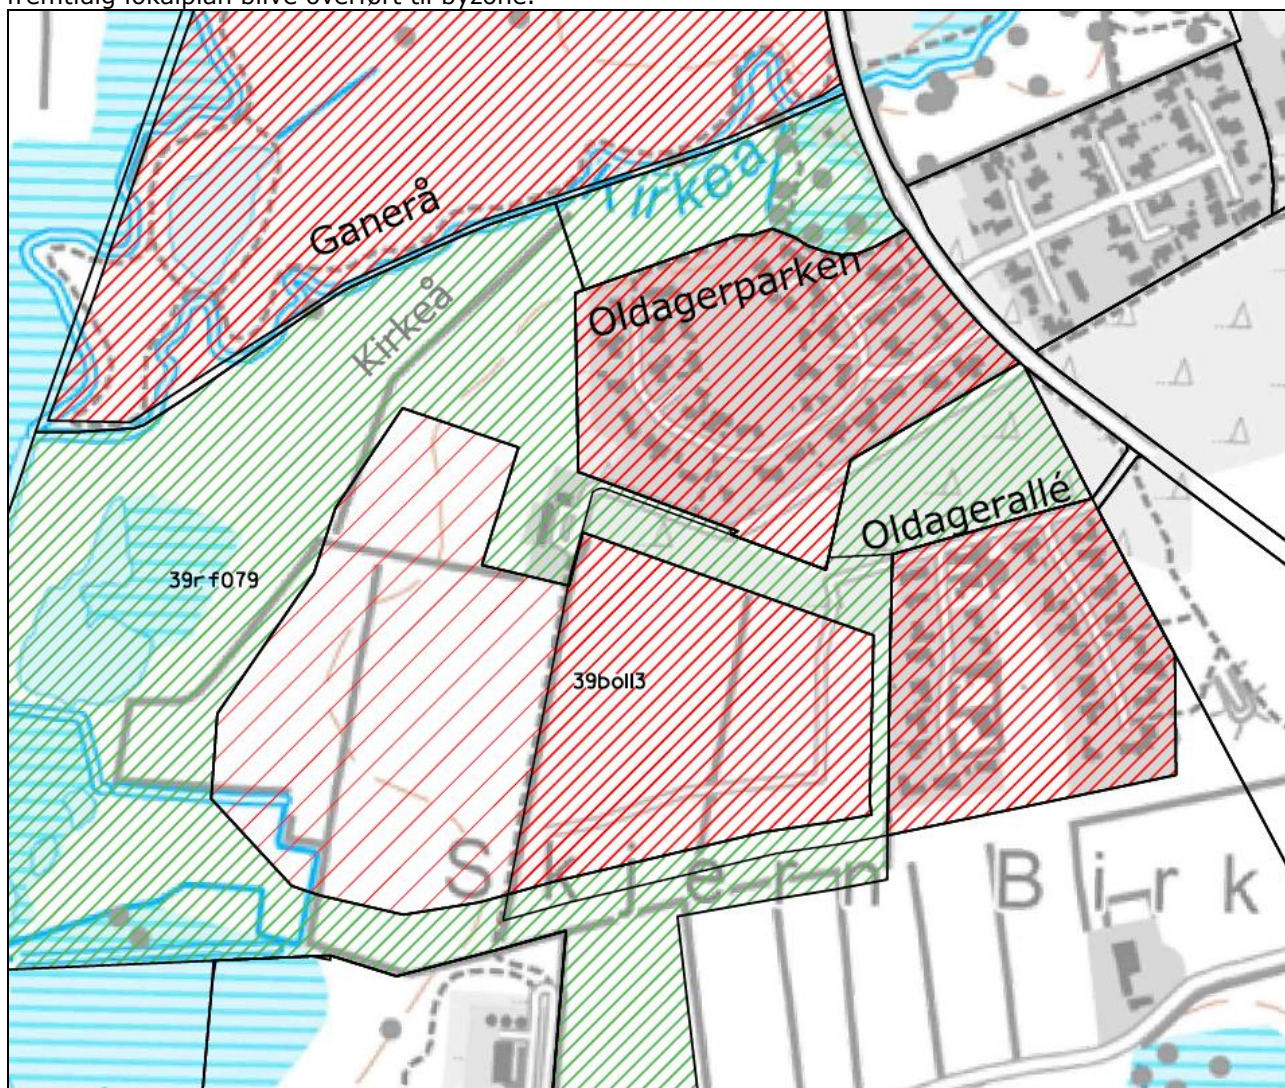 fremtidig lokalplan blive overført til byzone.
Kirkeå
Ganerå
Oldagerparken
Kirkeå
Oldagerallé
39rf079
39boll3
Skjern Birk